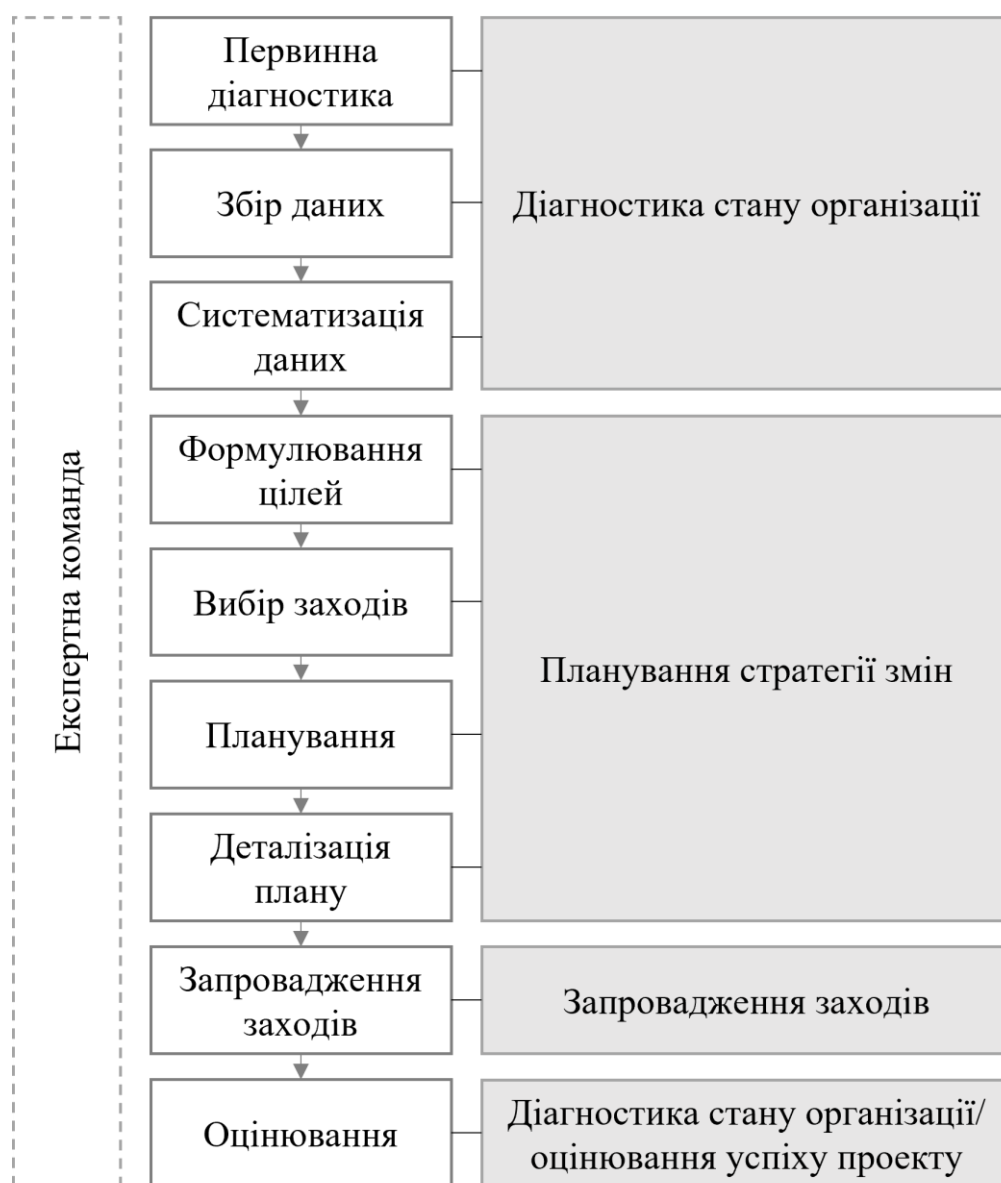 Експертна команда
Первинна
діагностика
Збір даних
Систематизація
даних
Діагностика стану організації
Формулювання
цілей
Вибір заходів
Планування
Деталізація
плану
Планування стратегії змін
Запровадження
заходів
Запровадження заходів
Оцінювання
Діагностика стану організації/
оцінювання успіху проекту